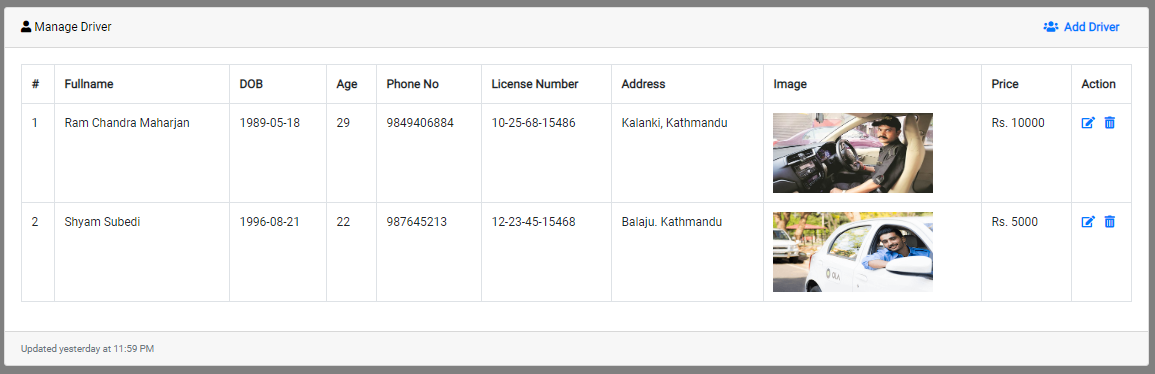 Manage Driver
Add Driver
# Fullname DOB Age Phone No License Number Address Image Price Action
1 Ram Chandra Maharjan 1989-05-18 29 9849406884 10-25-68-15486 Kalanki, Kathmandu Rs. 10000
2 Shyam Subedi 1996-08-21 22 987645213 12-23-45-15468 Balaju. Kathmandu Rs. 5000
OLA
Updated yesterday at 11:59 PM